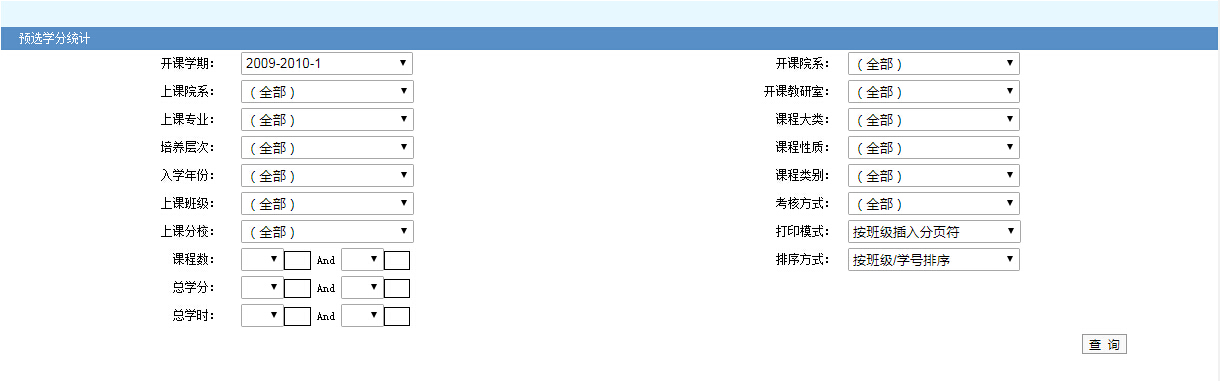 预选学分统计
开课学期： 2009-2010-1 开课院系： （全部）
上课院系： （全部） 开课教研室： （全部）
上课专业： （全部） 课程大类： （全部）
培养层次： （全部） 课程性质： （全部）
入学年份： （全部） 课程类别： （全部）
上课班级： （全部） 考核方式： （全部）
上课分校： （全部） 打印模式： 按班级插入分页符
课程数： And 排序方式： 按班级/学号排序
总学分： And
总学时： And
查 询